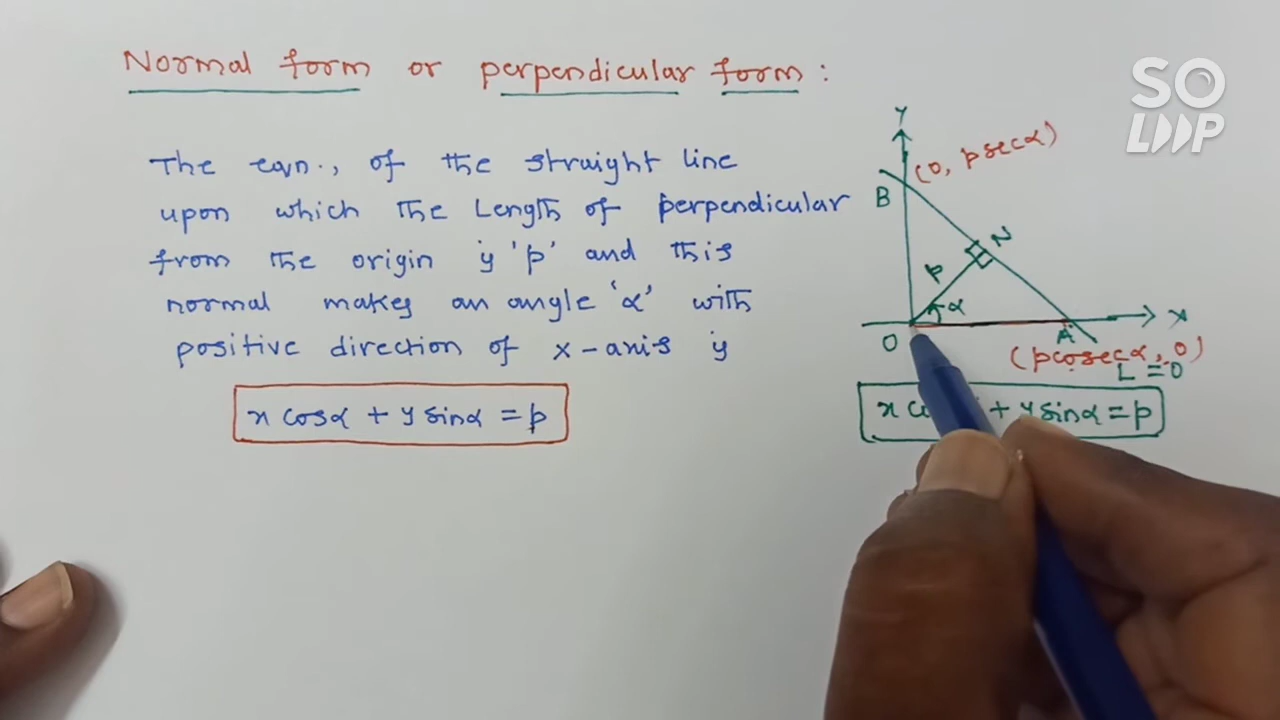 Normal form or perpendicular form :
The eqn., of the straight line
upon which the Length of perpendicular
from the origin is 'p' and this
normal makes an angle 'α' with
positive direction of x-axis is
x cosα + y sinα = p
SO
LOOP
Y
(0, p secα)
B
N
p
α
X
O
A
(p cosecα, 0)
L = 0
+ y sinα = p